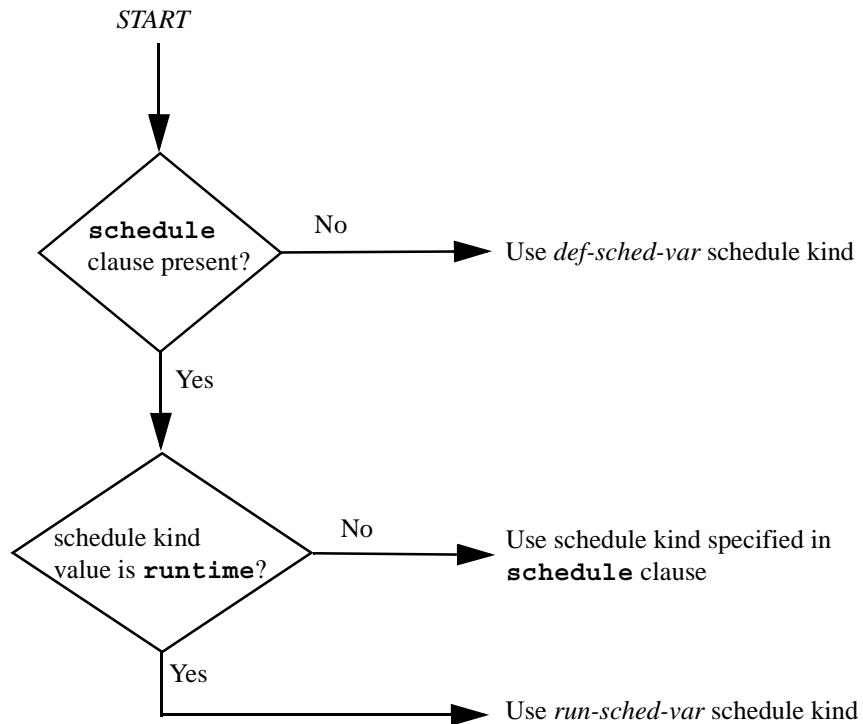 START
schedule
clause present?
No
Use def-sched-var schedule kind
Yes
schedule kind
value is runtime?
No
Use schedule kind specified in
schedule clause
Yes
Use run-sched-var schedule kind